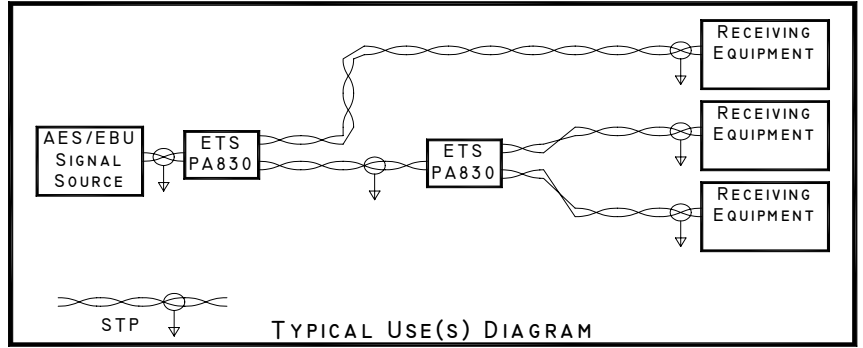 RECEIVING
EQUIPMENT
AES/EBU
SIGNAL
SOURCE
ETS
PA830
ETS
PA830
RECEIVING
EQUIPMENT
RECEIVING
EQUIPMENT
STP
TYPICAL USE(S) DIAGRAM